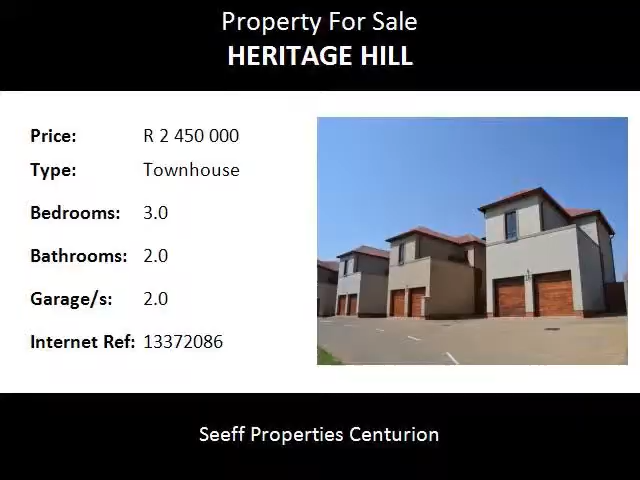 Property For Sale
HERITAGE HILL
Price: R 2 450 000
Type: Townhouse
Bedrooms: 3.0
Bathrooms: 2.0
Garage/s: 2.0
Internet Ref: 13372086
Seeff Properties Centurion